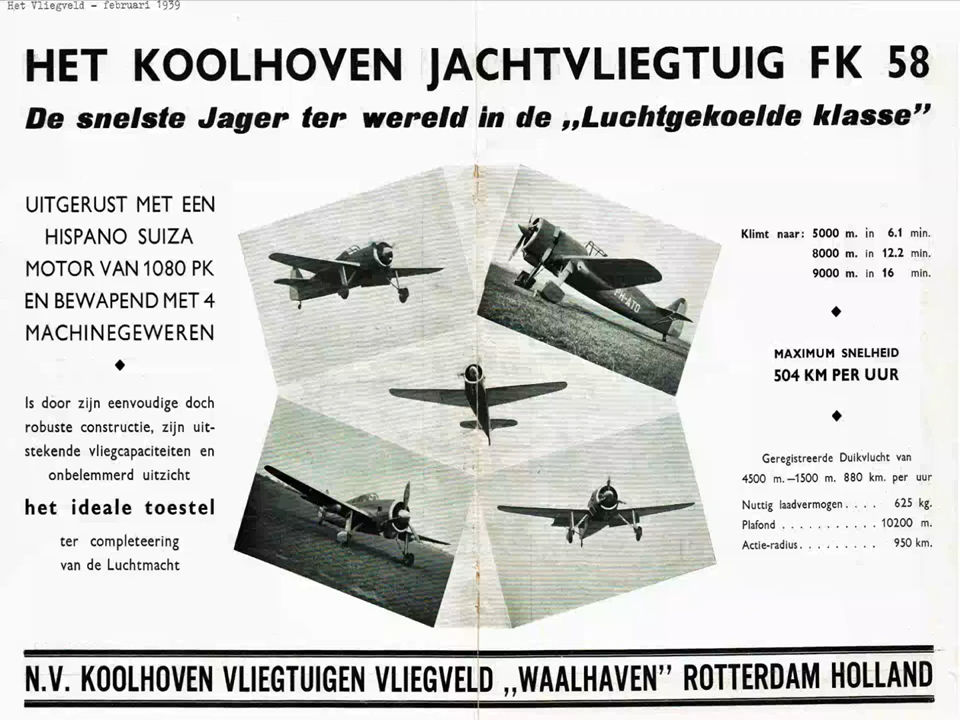 Het Vliegveld – februari 1939
HET KOOLHOVEN JACHTVLIEGTUIG FK 58
De snelste Jager ter wereld in de „Luchtgekoelde klasse”
UITGERUST MET EEN
HISPANO SUIZA
MOTOR VAN 1080 PK
EN BEWAPEND MET 4
MACHINEGEWEREN
Is door zijn eenvoudige doch
robuste constructie, zijn uit-
stekende vliegcapaciteiten en
onbelemmerd uitzicht
het ideale toestel
ter completeering
van de Luchtmacht
PH-ATO
Klimt naar: 5000 m. in 6.1 min.
8000 m. in 12.2 min.
9000 m. in 16 min.
MAXIMUM SNELHEID
504 KM PER UUR
Geregistreerde Duikvlucht van
4500 m.–1500 m. 880 km. per uur
Nuttig laadvermogen . . . . 625 kg.
Plafond . . . . . . . . . . . 10200 m.
Actie-radius . . . . . . . . . 950 km.
N.V. KOOLHOVEN VLIEGTUIGEN VLIEGVELD „WAALHAVEN” ROTTERDAM HOLLAND